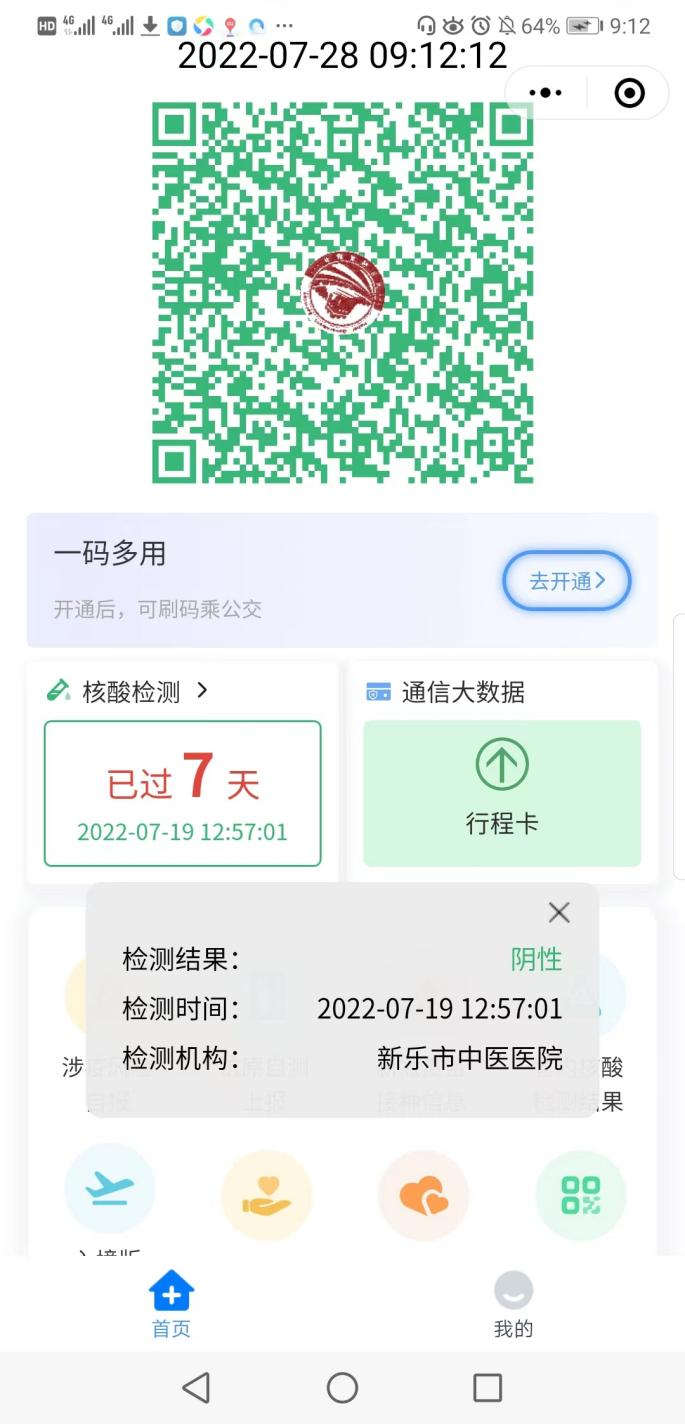 HD 4G 4G 64% 9:12
2022-07-28 09:12:12
一码多用
去开通
开通后，可刷码乘公交
核酸检测
通信大数据
已过 7 天
2022-07-19 12:57:01
行程卡
检测结果： 阴性
检测时间： 2022-07-19 12:57:01
检测机构： 新乐市中医医院
首页
我的